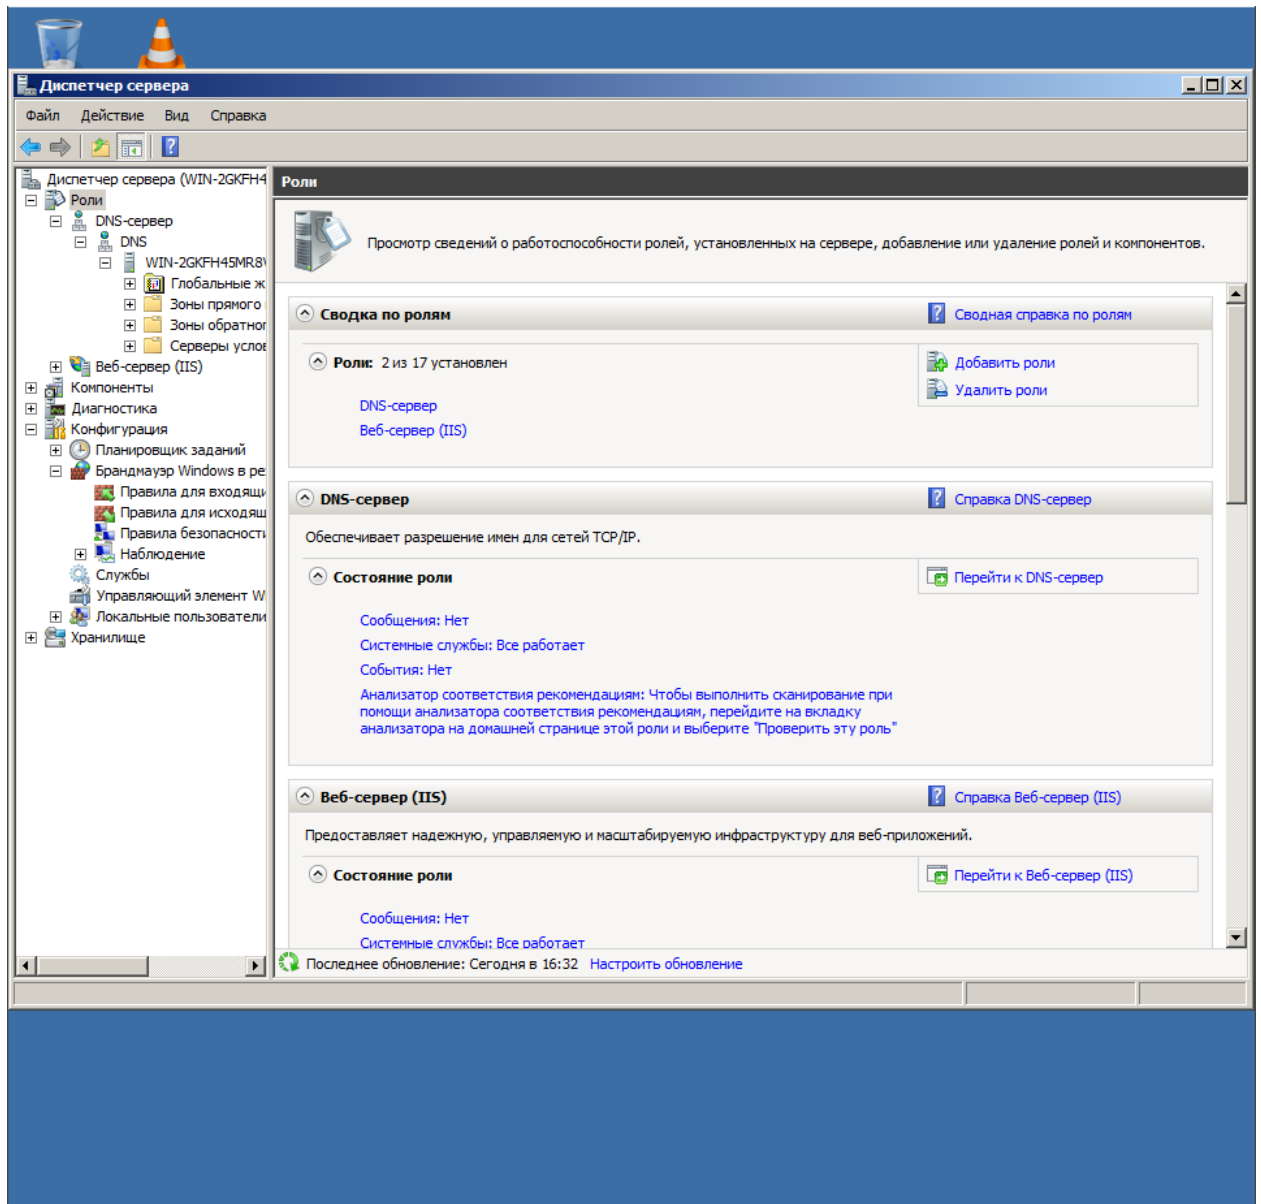 Диспетчер сервера
Файл Действие Вид Справка
Диспетчер сервера (WIN-2GKFH4
Роли
DNS-сервер
DNS
WIN-2GKFH45MR8
Глобальные ж
Зоны прямого
Зоны обратног
Серверы услов
Веб-сервер (IIS)
Компоненты
Диагностика
Конфигурация
Планировщик заданий
Брандмауэр Windows в ре
Правила для входящи
Правила для исходящ
Правила безопасности
Наблюдение
Службы
Управляющий элемент W
Локальные пользователи
Хранилище
Роли
Просмотр сведений о работоспособности ролей, установленных на сервере, добавление или удаление ролей и компонентов.
Сводка по ролям
Сводная справка по ролям
Роли: 2 из 17 установлен
Добавить роли
Удалить роли
DNS-сервер
Веб-сервер (IIS)
DNS-сервер
Справка DNS-сервер
Обеспечивает разрешение имен для сетей TCP/IP.
Состояние роли
Перейти к DNS-сервер
Сообщения: Нет
Системные службы: Все работает
События: Нет
Анализатор соответствия рекомендациям: Чтобы выполнить сканирование при
помощи анализатора соответствия рекомендациям, перейдите на вкладку
анализатора на домашней странице этой роли и выберите "Проверить эту роль"
Веб-сервер (IIS)
Справка Веб-сервер (IIS)
Предоставляет надежную, управляемую и масштабируемую инфраструктуру для веб-приложений.
Состояние роли
Перейти к Веб-сервер (IIS)
Сообщения: Нет
Системные службы: Все работает
Последнее обновление: Сегодня в 16:32 Настроить обновление